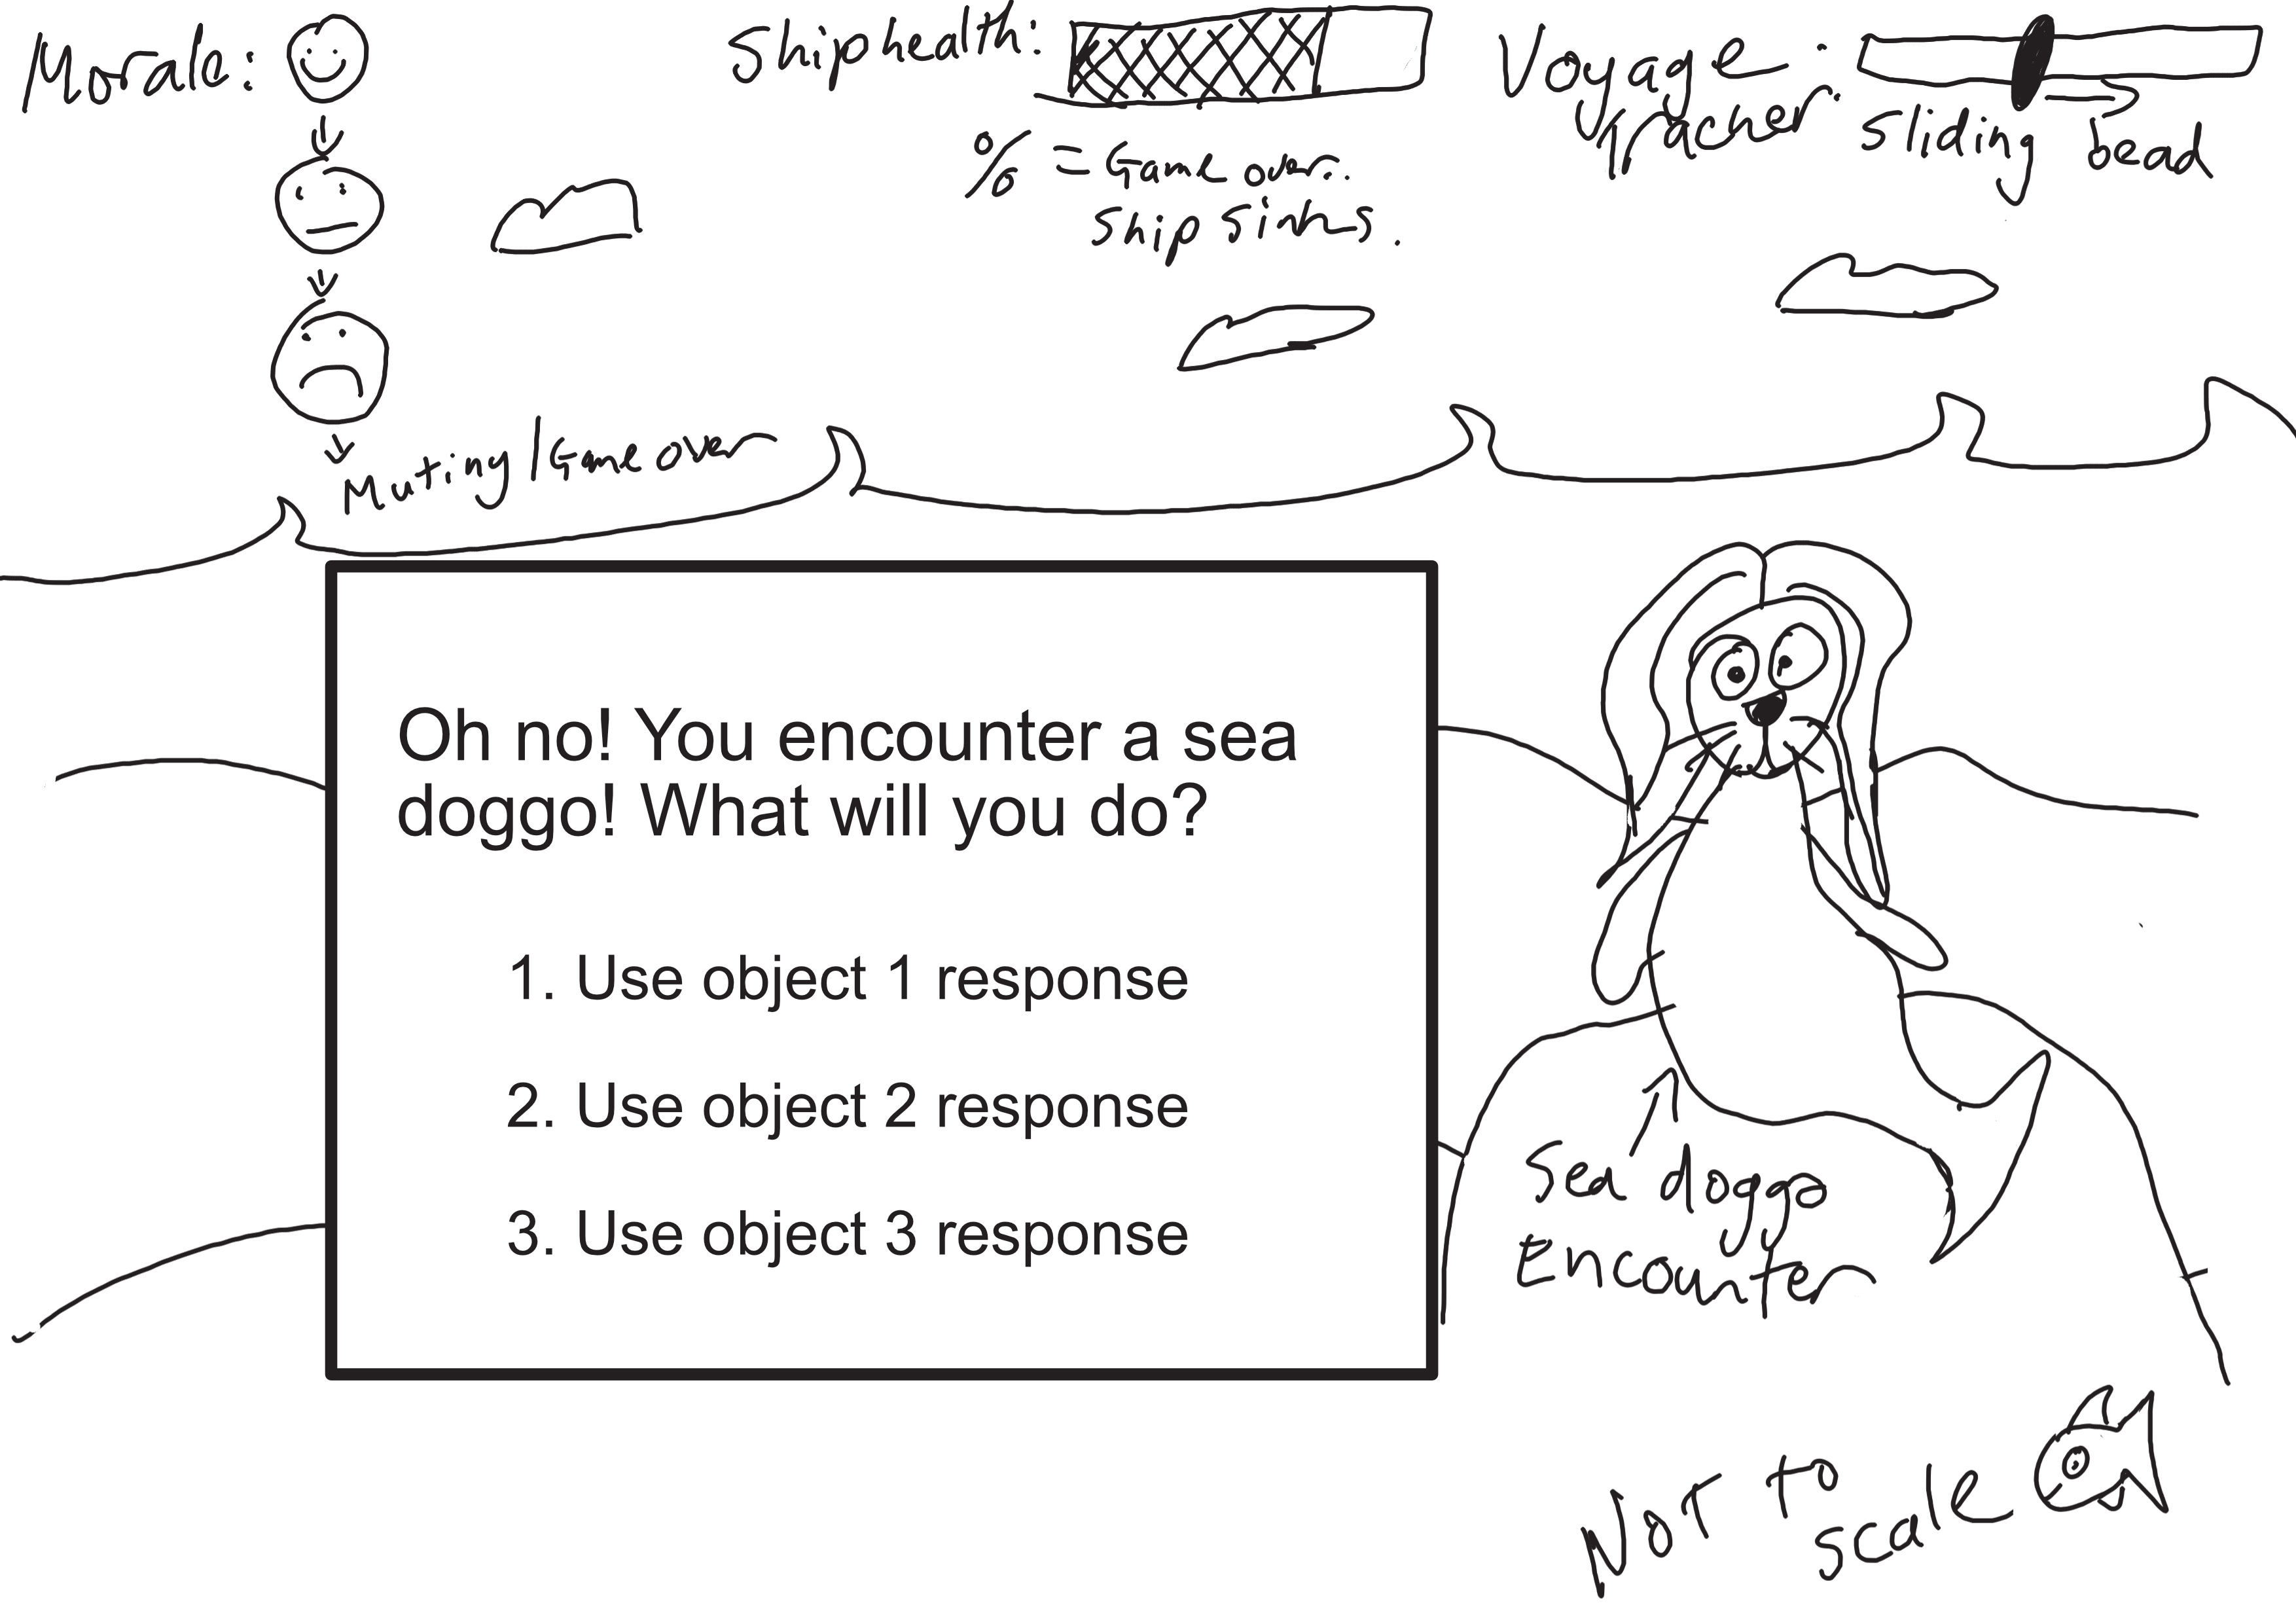 Morale:
Ship health:
% = Game over.
Ship Sinks.
Voyage
Tracker:
Sliding bead
Mutiny/Game over
Oh no! You encounter a sea
doggo! What will you do?
1. Use object 1 response
2. Use object 2 response
3. Use object 3 response
Sea doggo
Encounter
Not to
scale